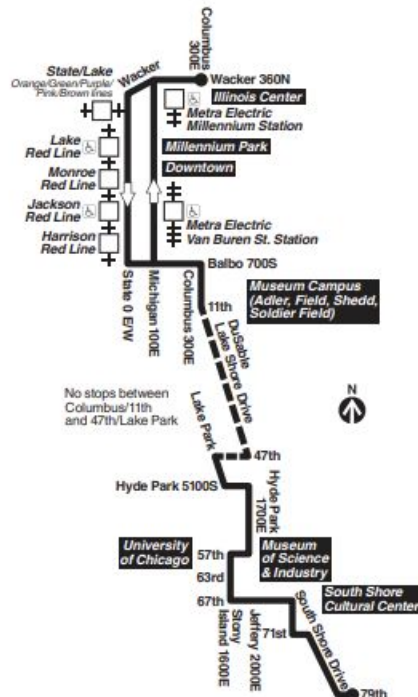 Columbus
300E
State/Lake
Orange/Green/Purple/
Pink/Brown lines
Wacker
Wacker 360N
Illinois Center
Metra Electric
Millennium Station
Lake
Red Line
Millennium Park
Monroe
Red Line
Downtown
Jackson
Red Line
Metra Electric
Van Buren St. Station
Harrison
Red Line
Balbo 700S
State 0 E/W
Michigan 100E
Columbus 300E
11th
Museum Campus
(Adler, Field, Shedd,
Soldier Field)
DuSable
Lake Shore Drive
No stops between
Columbus/11th
and 47th/Lake Park
N
Lake Park
47th
Hyde Park 5100S
Hyde Park
1700E
University
of Chicago
57th
Museum
of Science
& Industry
63rd
67th
South Shore
Cultural Center
Stony
Island 1600E
Jeffery 2000E
71st
South Shore Drive
79th